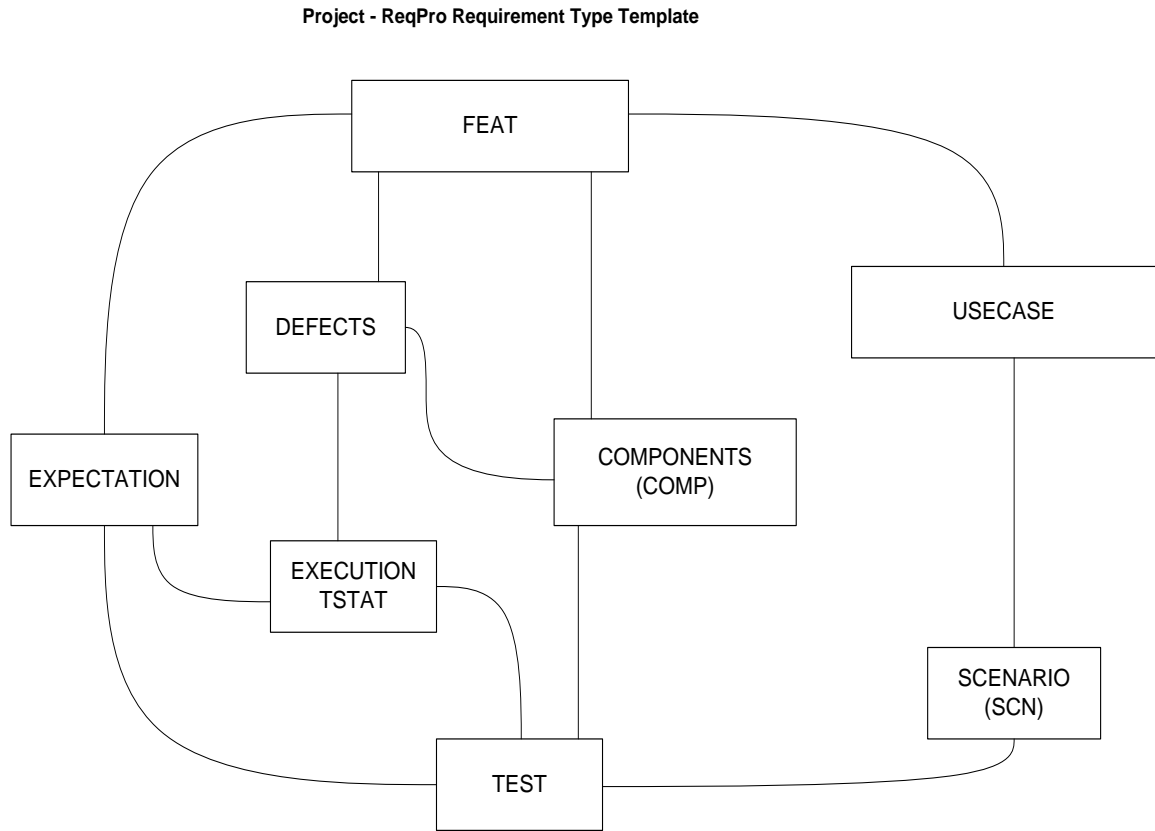 Project - ReqPro Requirement Type Template
FEAT
USECASE
DEFECTS
EXPECTATION
COMPONENTS
(COMP)
EXECUTION
TSTAT
SCENARIO
(SCN)
TEST